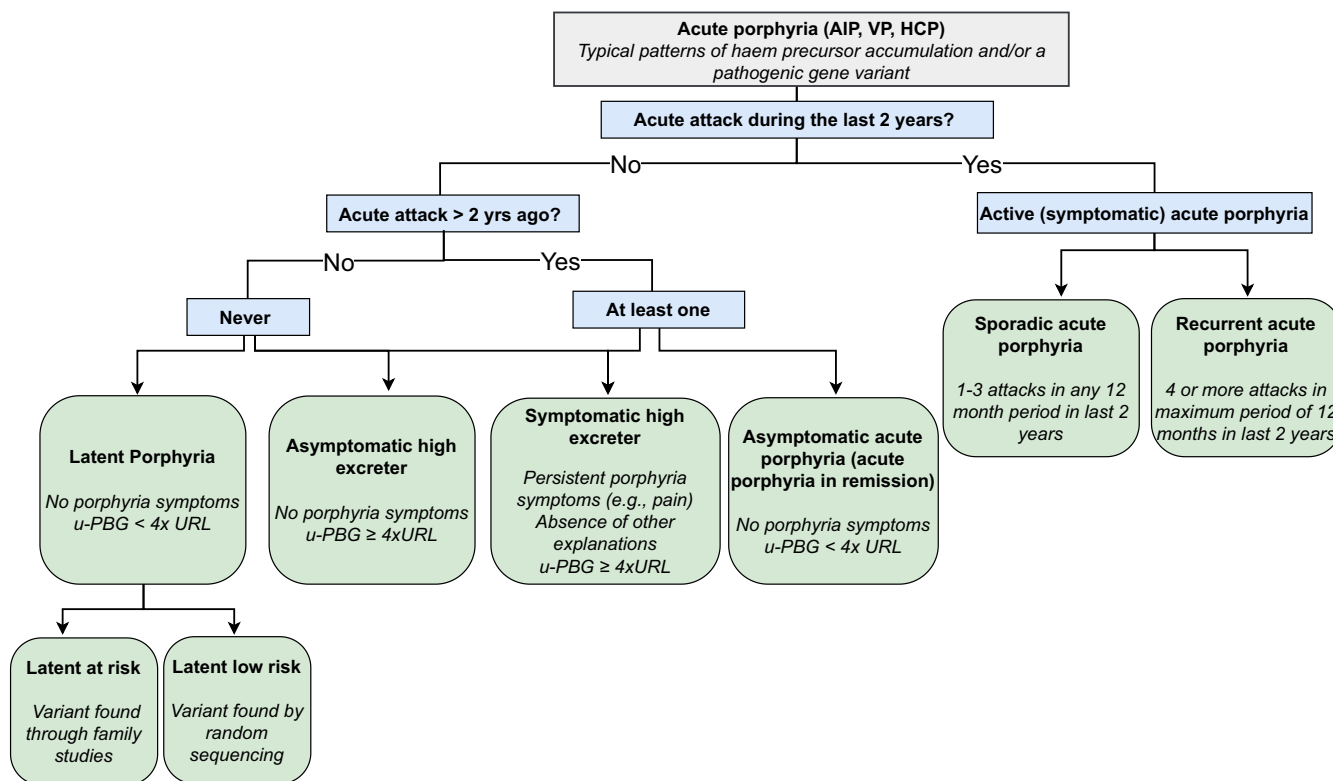 Acute porphyria (AIP, VP, HCP)
Typical patterns of haem precursor accumulation and/or a
pathogenic gene variant
Acute attack during the last 2 years?
No
Yes
Acute attack > 2 yrs ago?
Active (symptomatic) acute porphyria
No
Yes
Never
At least one
Sporadic acute
porphyria
1-3 attacks in any 12
month period in last 2
years
Recurrent acute
porphyria
4 or more attacks in
maximum period of 12
months in last 2 years
Latent Porphyria
No porphyria symptoms
u-PBG < 4x URL
Asymptomatic high
excreter
No porphyria symptoms
u-PBG ≥ 4xURL
Symptomatic high
excreter
Persistent porphyria
symptoms (e.g., pain)
Absence of other
explanations
u-PBG ≥ 4xURL
Asymptomatic acute
porphyria (acute
porphyria in remission)
No porphyria symptoms
u-PBG < 4x URL
Latent at risk
Variant found
through family
studies
Latent low risk
Variant found by
random
sequencing